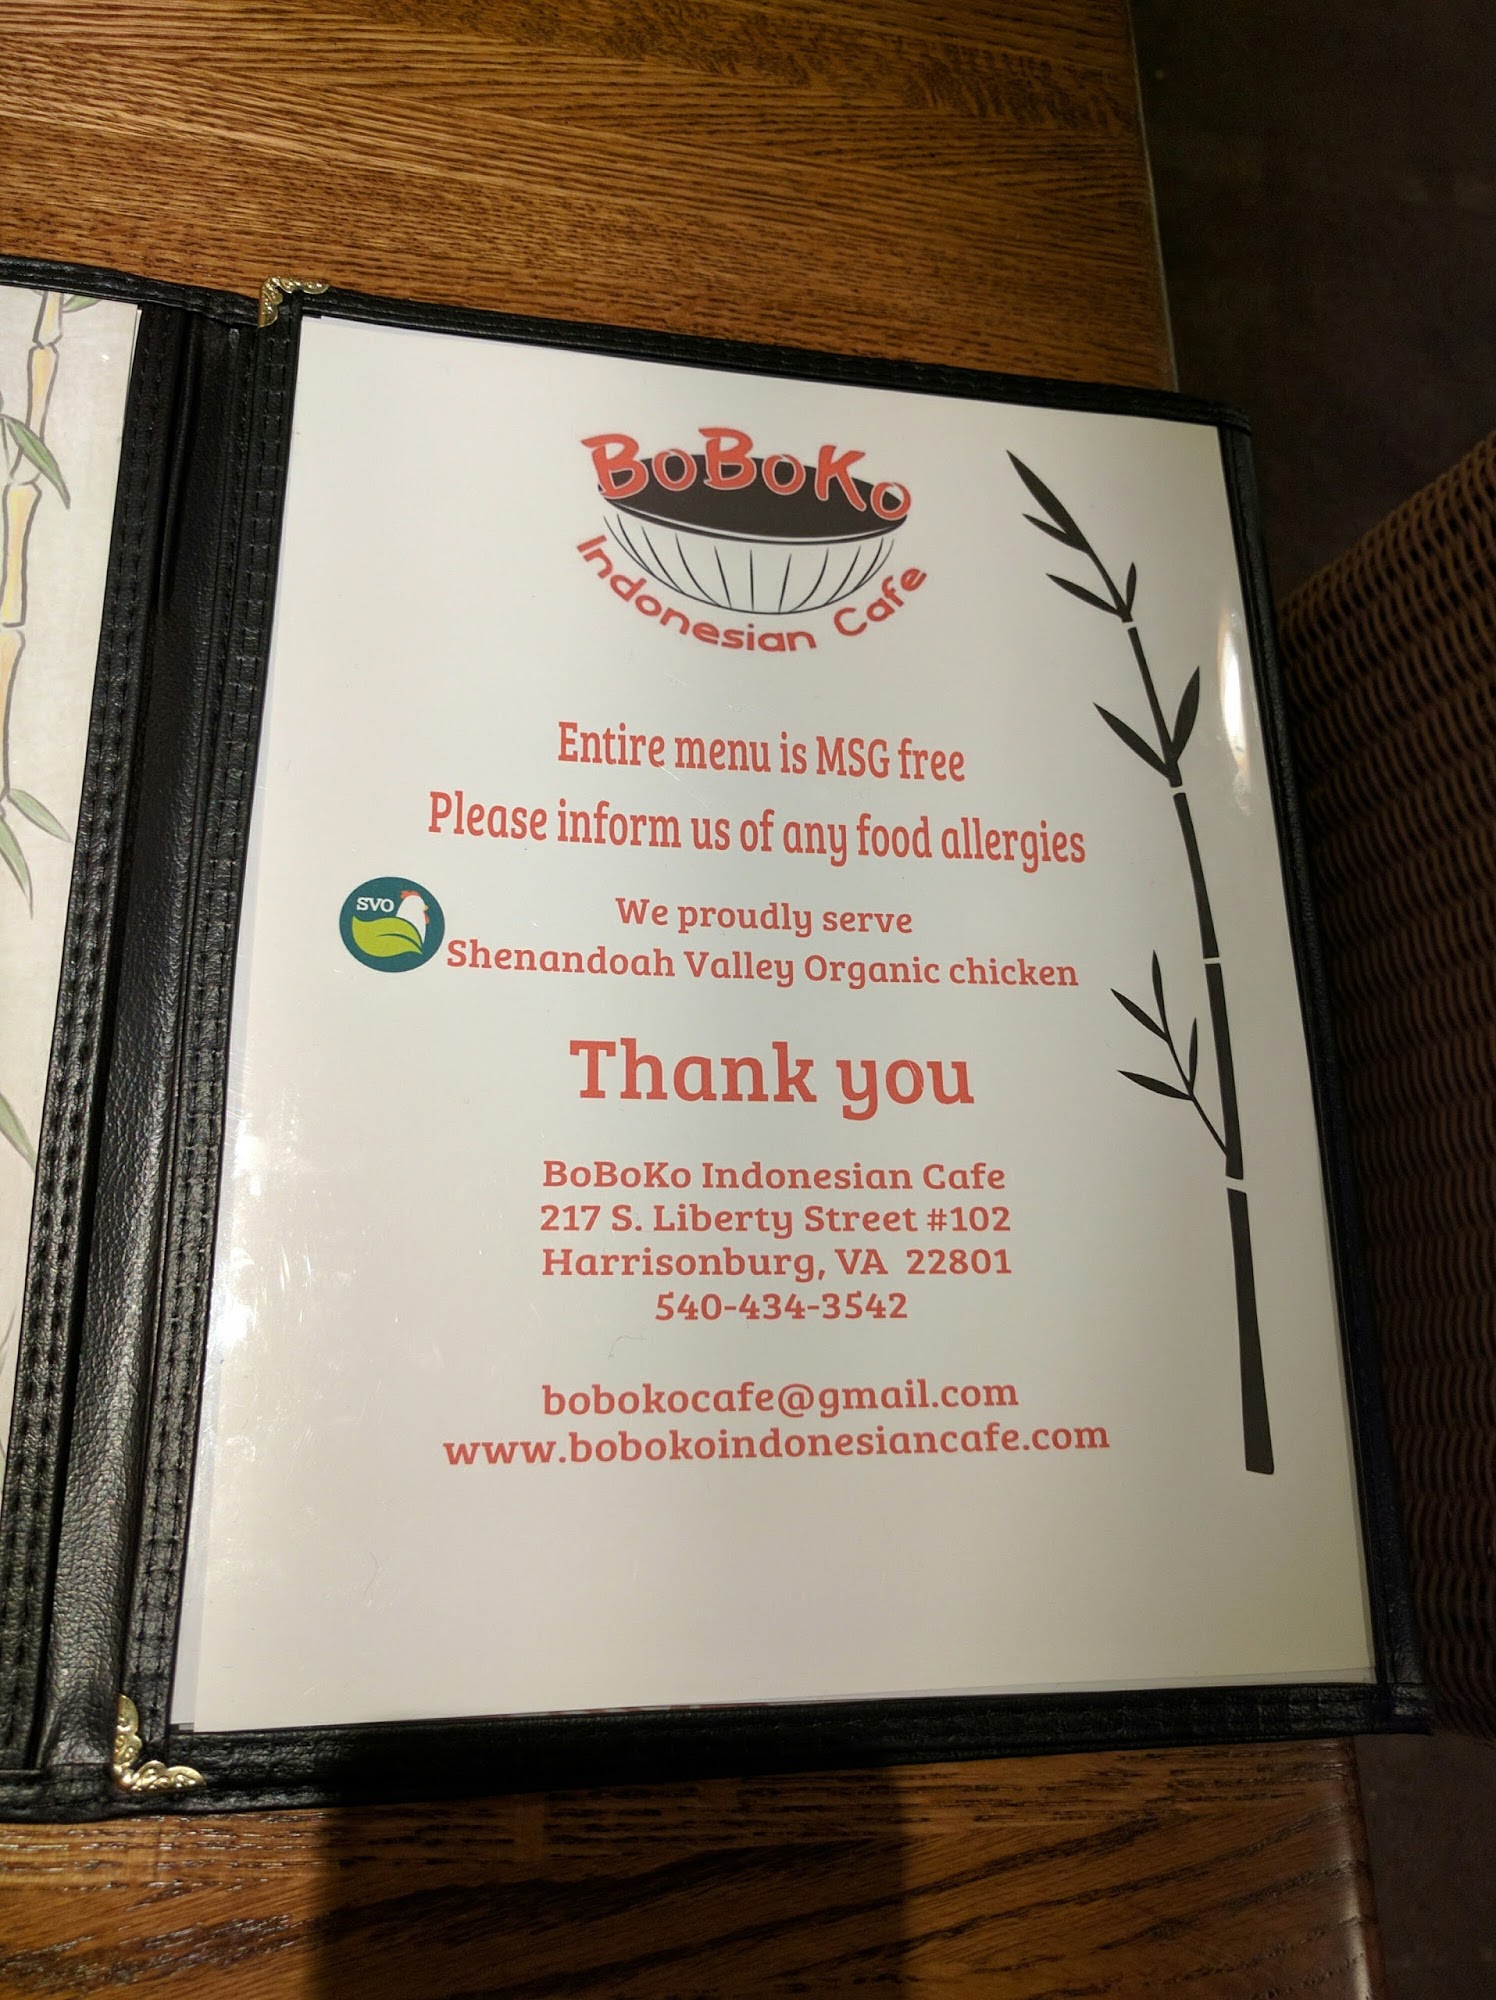 BoBoKo
Indonesian Cafe
Entire menu is MSG free
Please inform us of any food allergies
SVO
We proudly serve
Shenandoah Valley Organic chicken
Thank you
BoBoKo Indonesian Cafe
217 S. Liberty Street #102
Harrisonburg, VA 22801
540-434-3542
bobokocafe@gmail.com
www.bobokoindonesiancafe.com